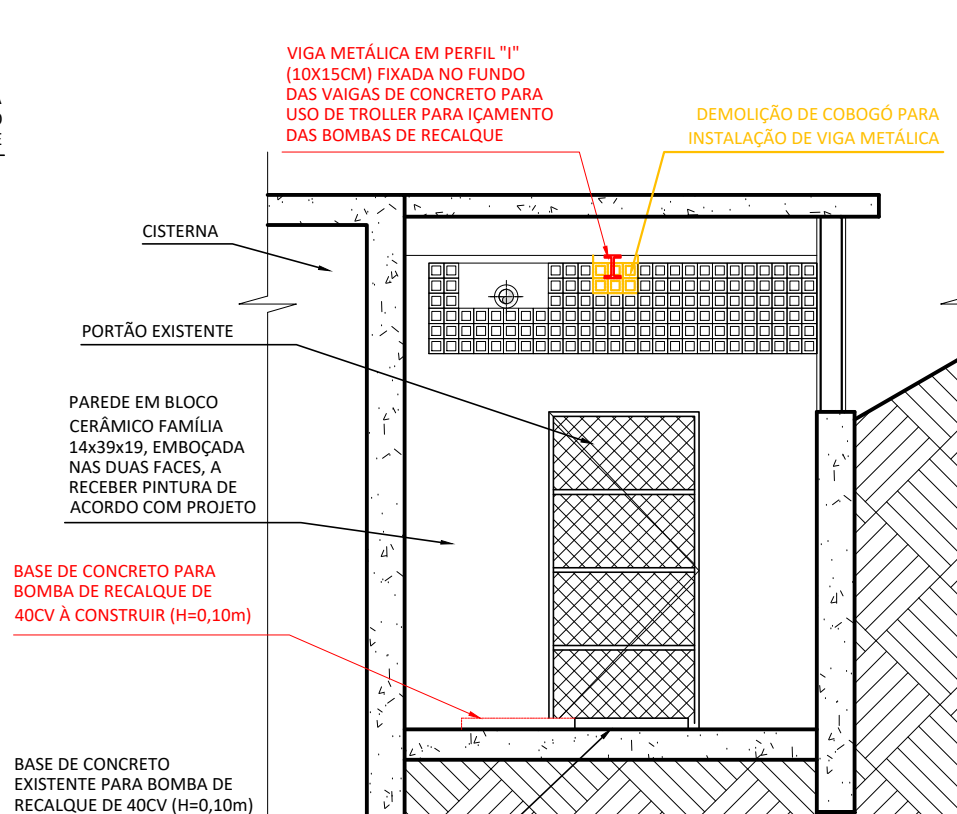 VIGA METÁLICA EM PERFIL "I"
(10X15CM) FIXADA NO FUNDO
DAS VAIGAS DE CONCRETO PARA
USO DE TROLLER PARA IÇAMENTO
DAS BOMBAS DE RECALQUE
DEMOLIÇÃO DE COBOGÓ PARA
INSTALAÇÃO DE VIGA METÁLICA
CISTERNA
PORTÃO EXISTENTE
PAREDE EM BLOCO
CERÂMICO FAMÍLIA
14x39x19, EMBOÇADA
NAS DUAS FACES, A
RECEBER PINTURA DE
ACORDO COM PROJETO
BASE DE CONCRETO PARA
BOMBA DE RECALQUE DE
40CV À CONSTRUIR (H=0,10m)
BASE DE CONCRETO
EXISTENTE PARA BOMBA DE
RECALQUE DE 40CV (H=0,10m)